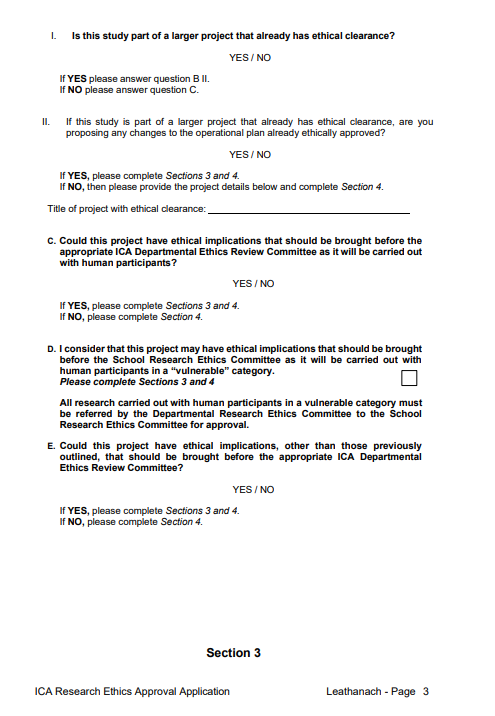 I. Is this study part of a larger project that already has ethical clearance?
YES / NO
If YES please answer question B II.
If NO please answer question C.
II. If this study is part of a larger project that already has ethical clearance, are you
proposing any changes to the operational plan already ethically approved?
YES / NO
If YES, please complete Sections 3 and 4.
If NO, then please provide the project details below and complete Section 4.
Title of project with ethical clearance:
C. Could this project have ethical implications that should be brought before the
appropriate ICA Departmental Ethics Review Committee as it will be carried out
with human participants?
YES / NO
If YES, please complete Sections 3 and 4.
If NO, please complete Section 4.
D. I consider that this project may have ethical implications that should be brought
before the School Research Ethics Committee as it will be carried out with
human participants in a “vulnerable” category.
Please complete Sections 3 and 4
All research carried out with human participants in a vulnerable category must
be referred by the Departmental Research Ethics Committee to the School
Research Ethics Committee for approval.
E. Could this project have ethical implications, other than those previously
outlined, that should be brought before the appropriate ICA Departmental
Ethics Review Committee?
YES / NO
If YES, please complete Sections 3 and 4.
If NO, please complete Section 4.
Section 3
ICA Research Ethics Approval Application Leathanach - Page 3